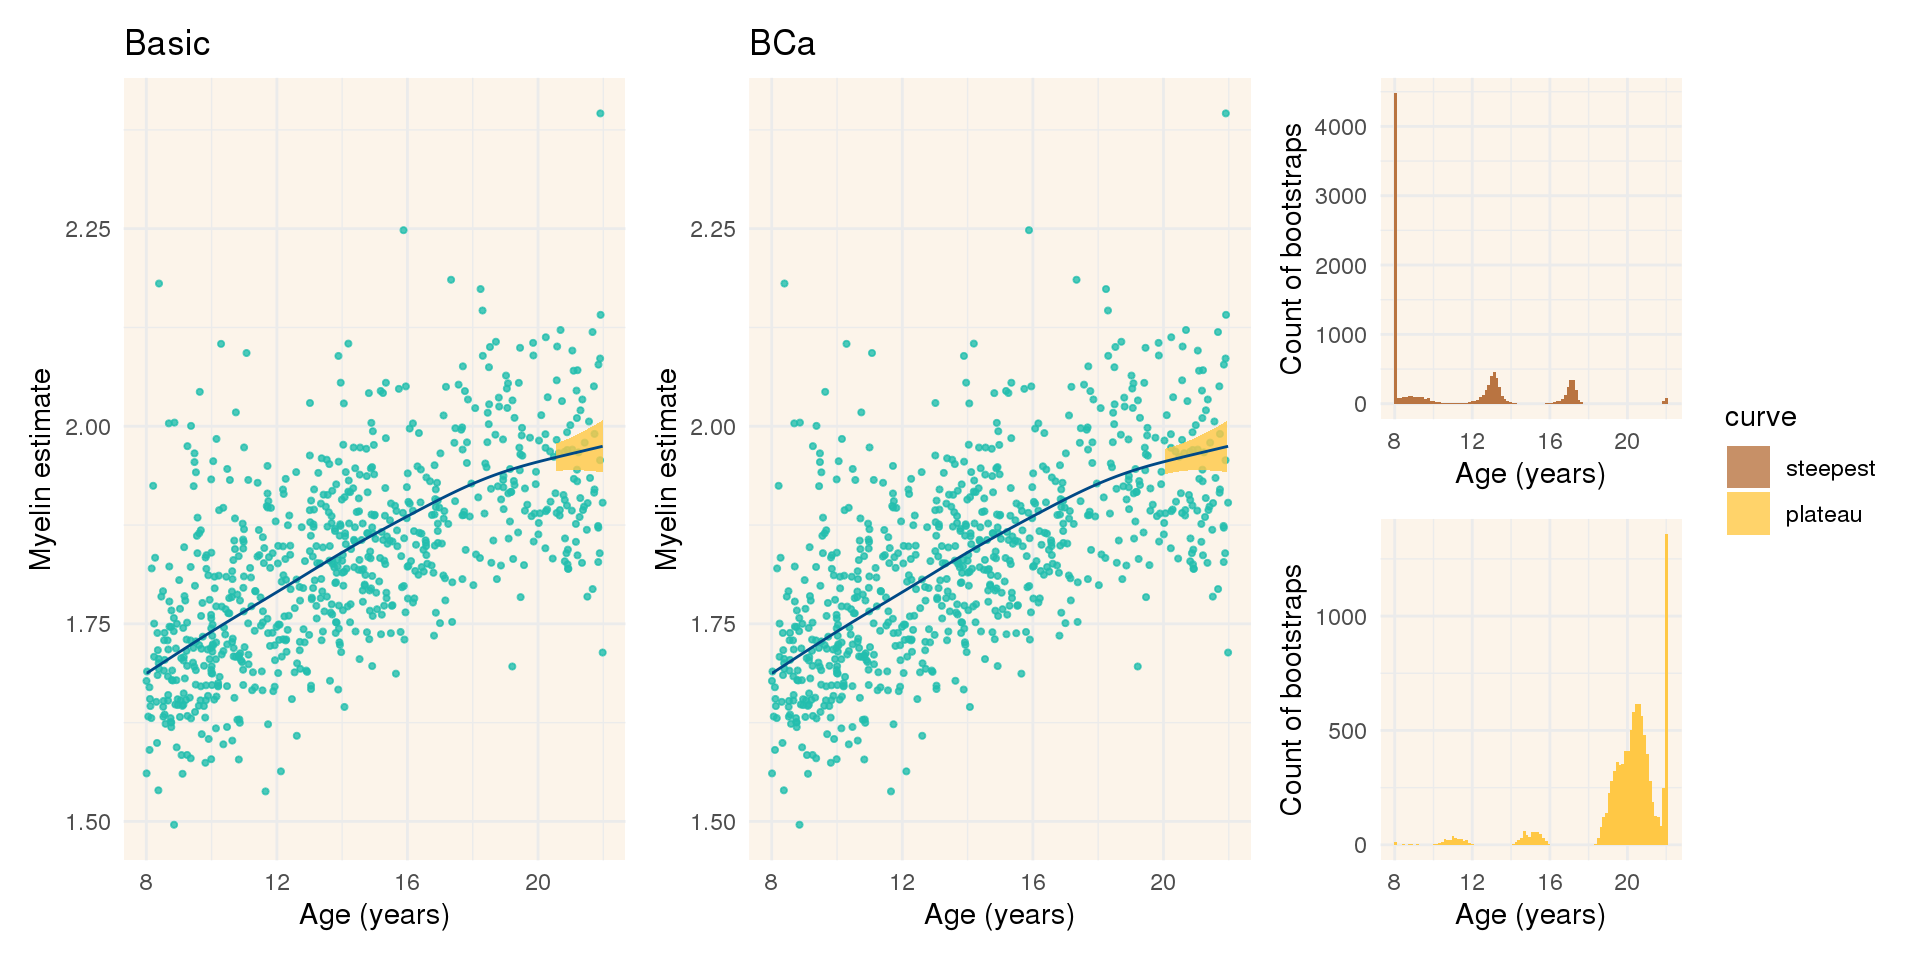 Basic
Myelin estimate
2.25
2.00
1.75
1.50
8 12 16 20
Age (years)
BCa
Myelin estimate
2.25
2.00
1.75
1.50
8 12 16 20
Age (years)
Count of bootstraps
4000
3000
2000
1000
0
8 12 16 20
Age (years)
Count of bootstraps
1000
500
0
8 12 16 20
Age (years)
curve
steepest
plateau